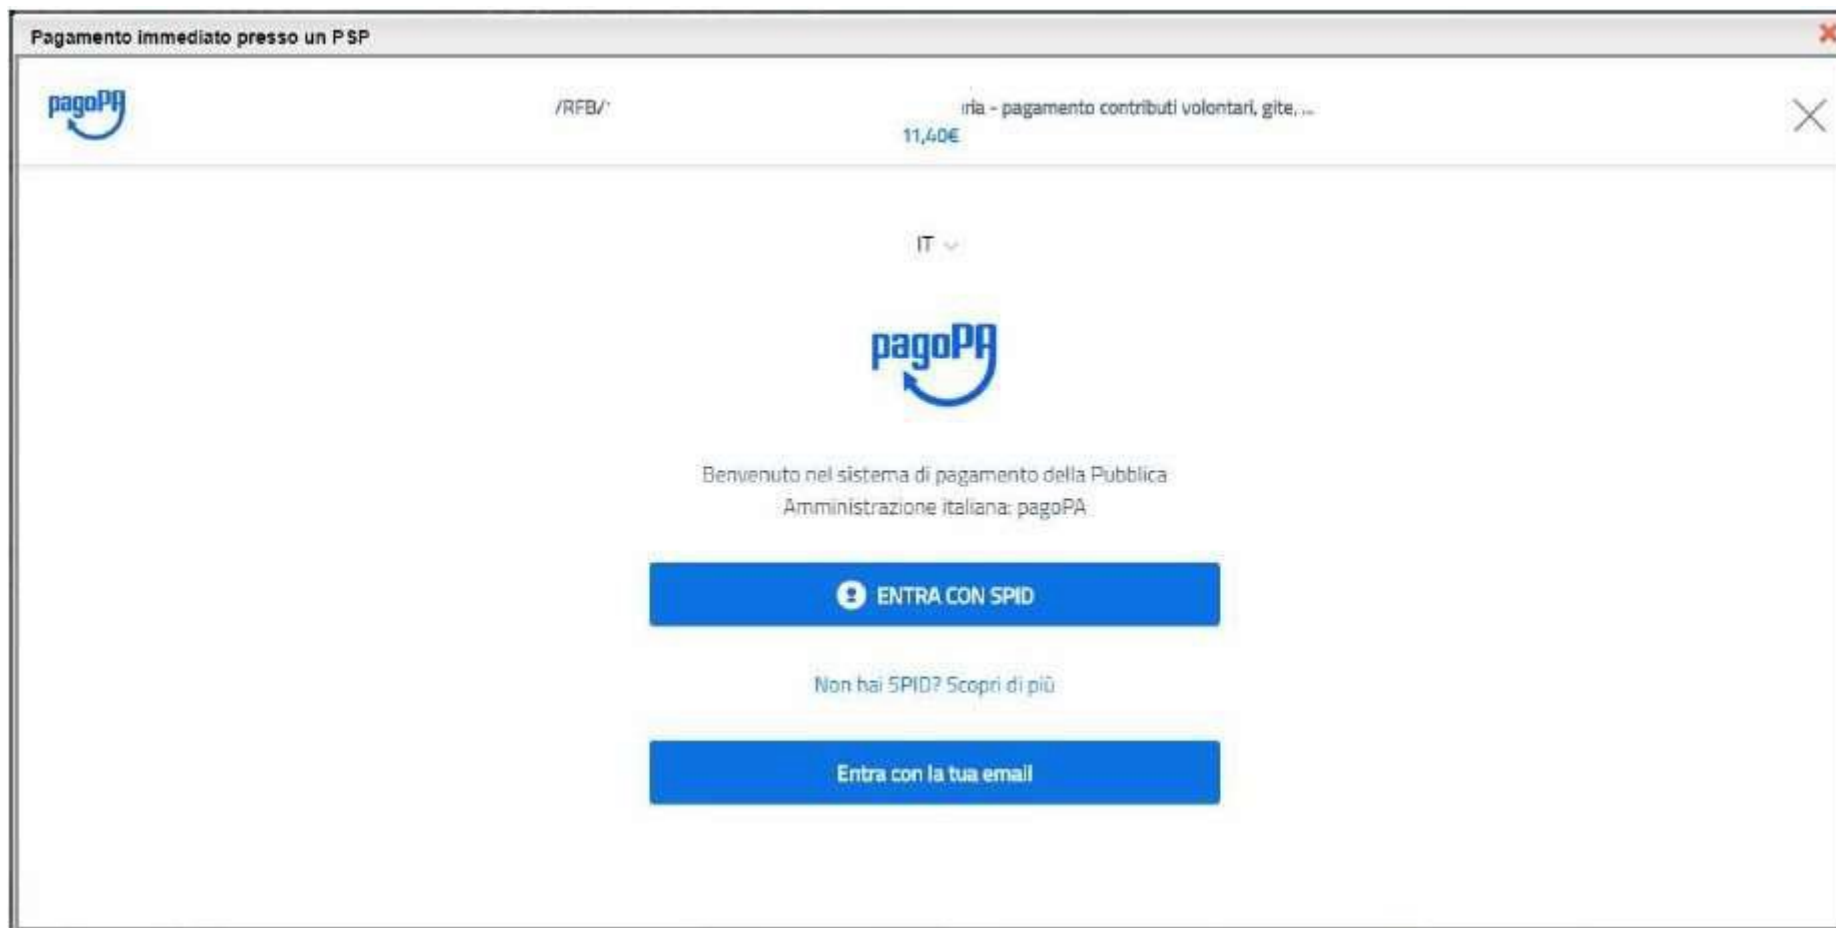 Pagamento immediato presso un PSP
pagoPA
/RFB/
ria - pagamento contributi volontari, gite, ...
11,40€
IT
pagoPA
Benvenuto nel sistema di pagamento della Pubblica
Amministrazione italiana: pagoPA
ENTRA CON SPID
Non hai SPID? Scopri di più
Entra con la tua email